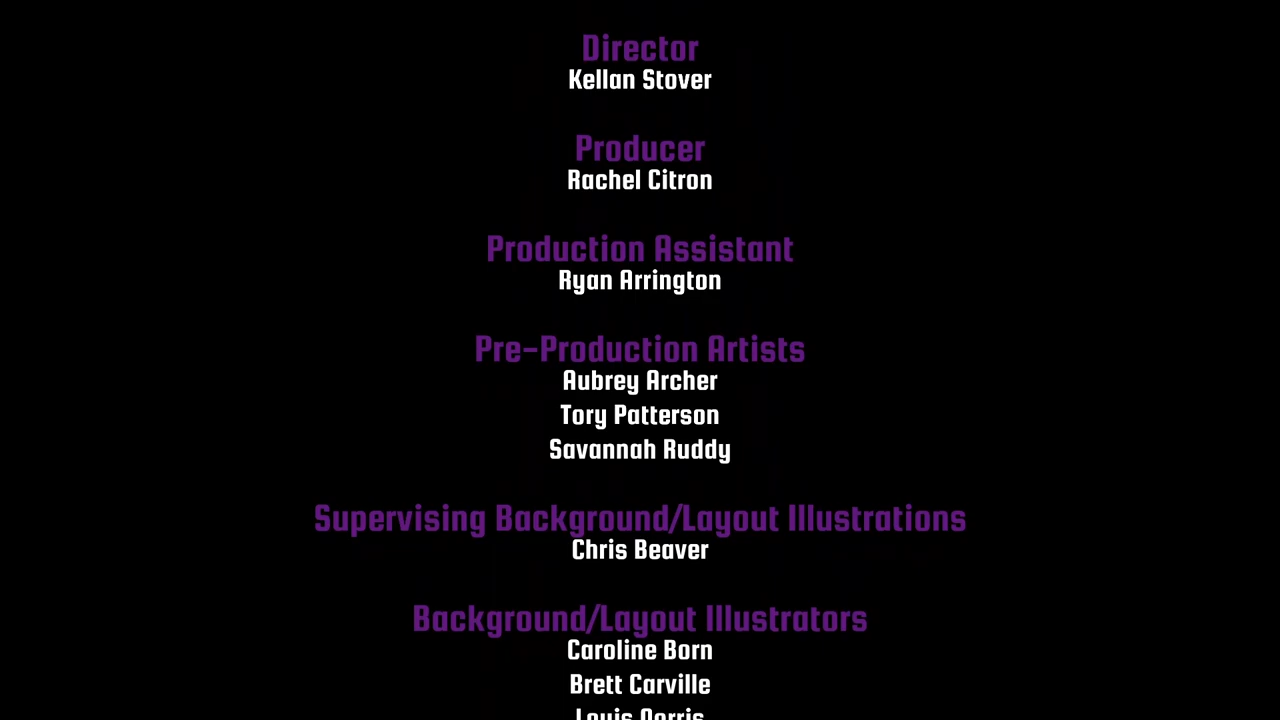 Director
Kellan Stover
Producer
Rachel Citron
Production Assistant
Ryan Arrington
Pre-Production Artists
Aubrey Archer
Tory Patterson
Savannah Ruddy
Supervising Background/Layout Illustrations
Chris Beaver
Background/Layout Illustrators
Caroline Born
Brett Carville
Louis